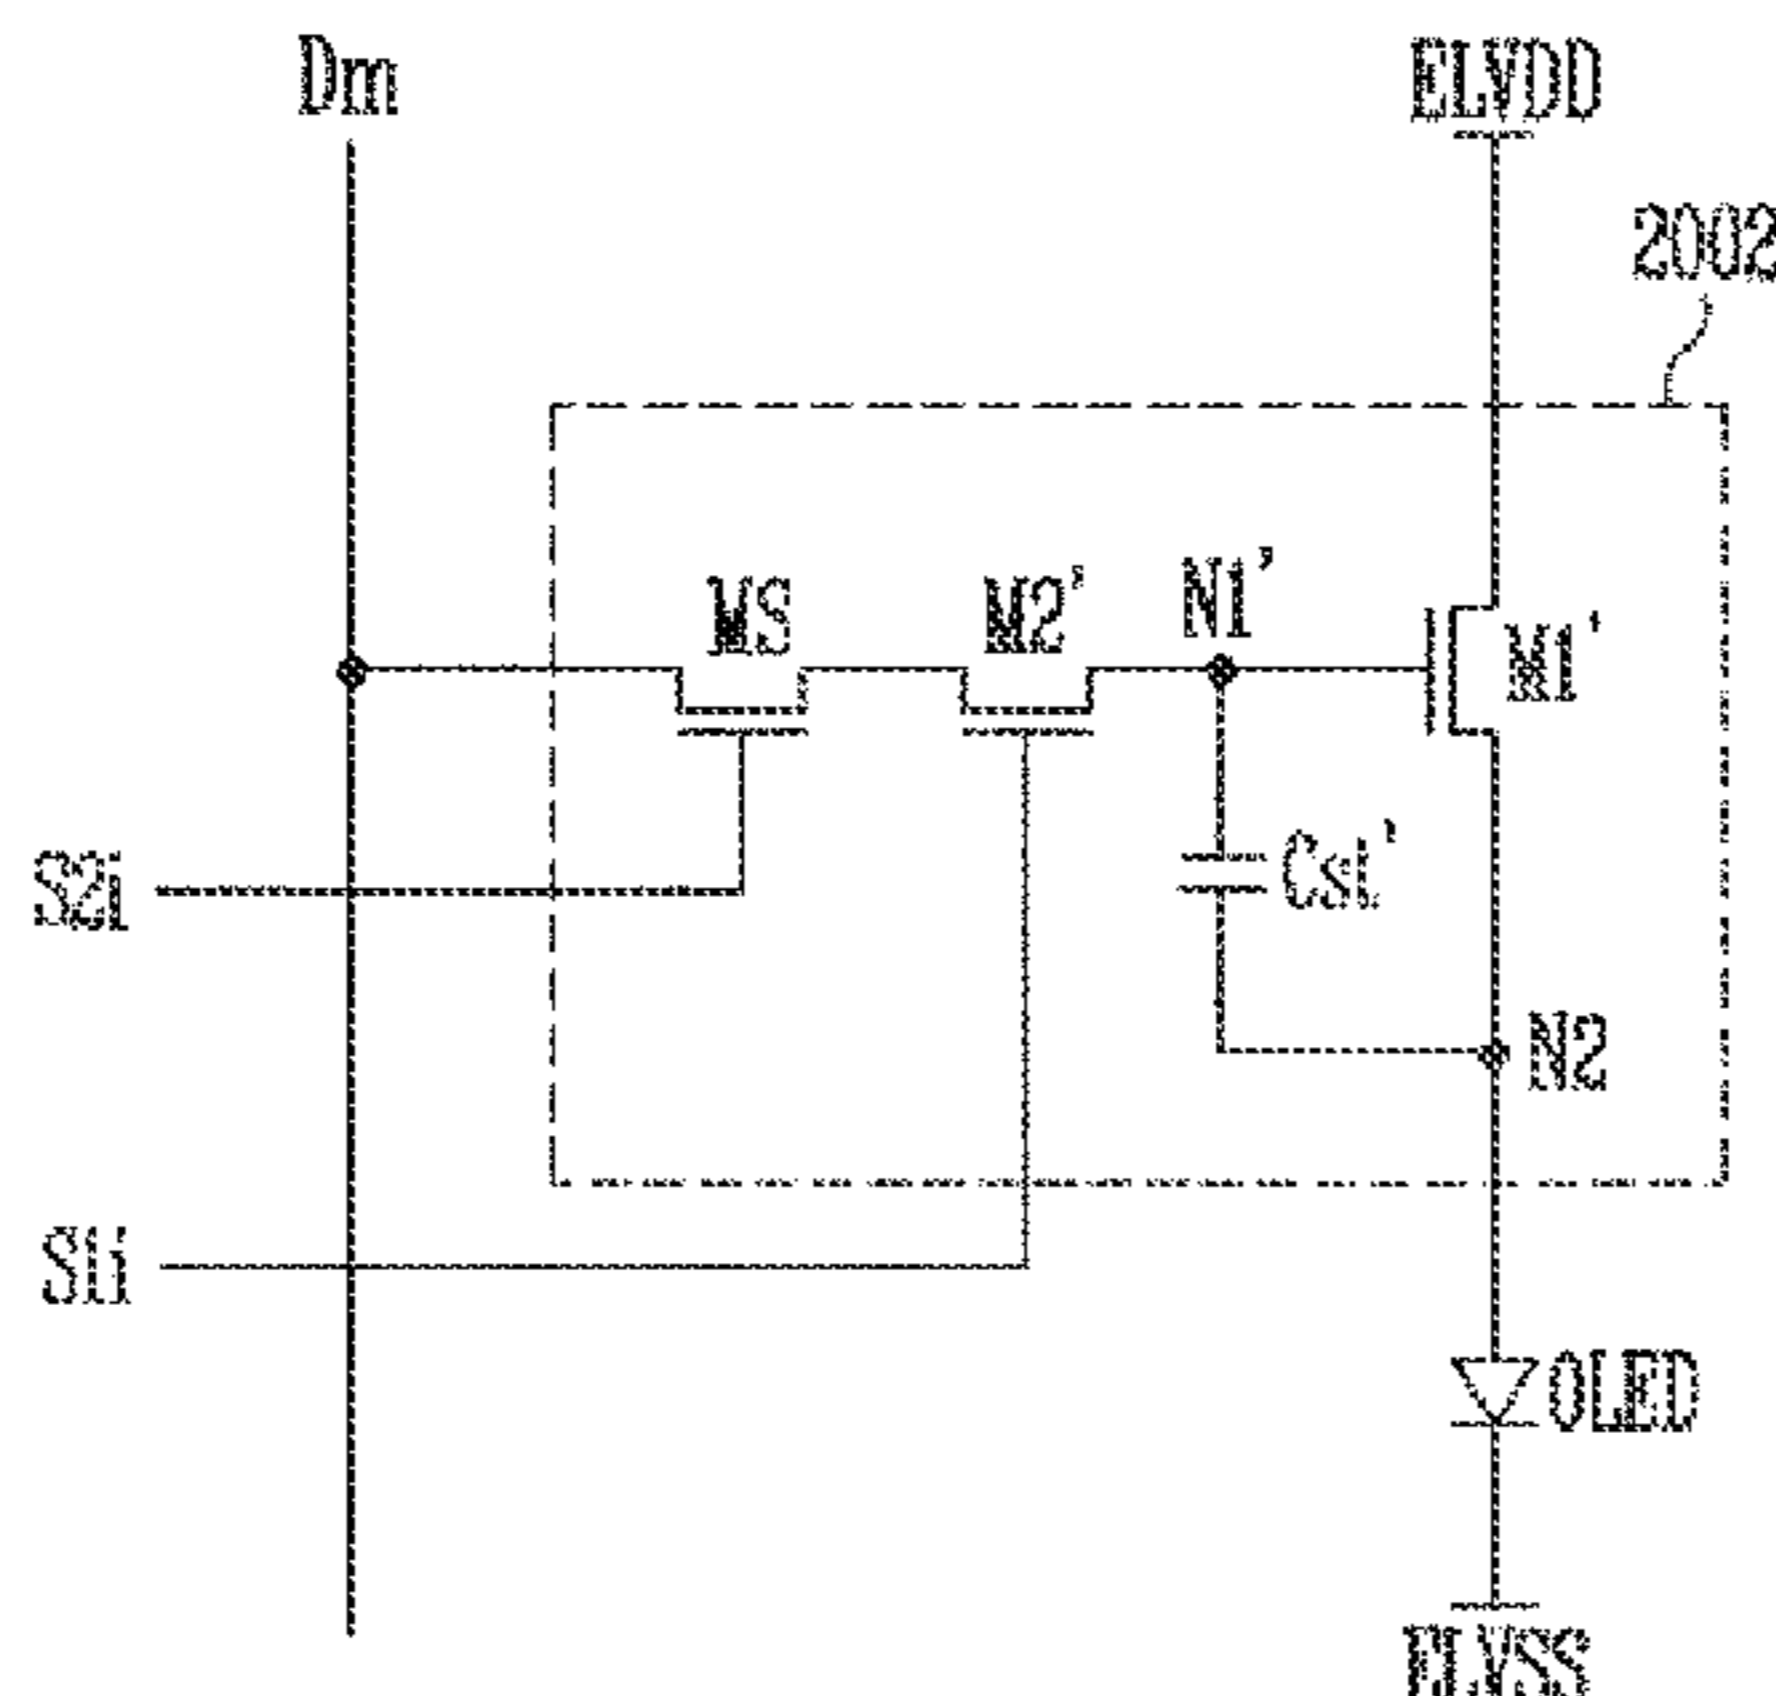 Dm
ELVDD
2002
MS
M2'
N1'
M1'
S2i
Cst'
N2
S1i
OLED
ELVSS